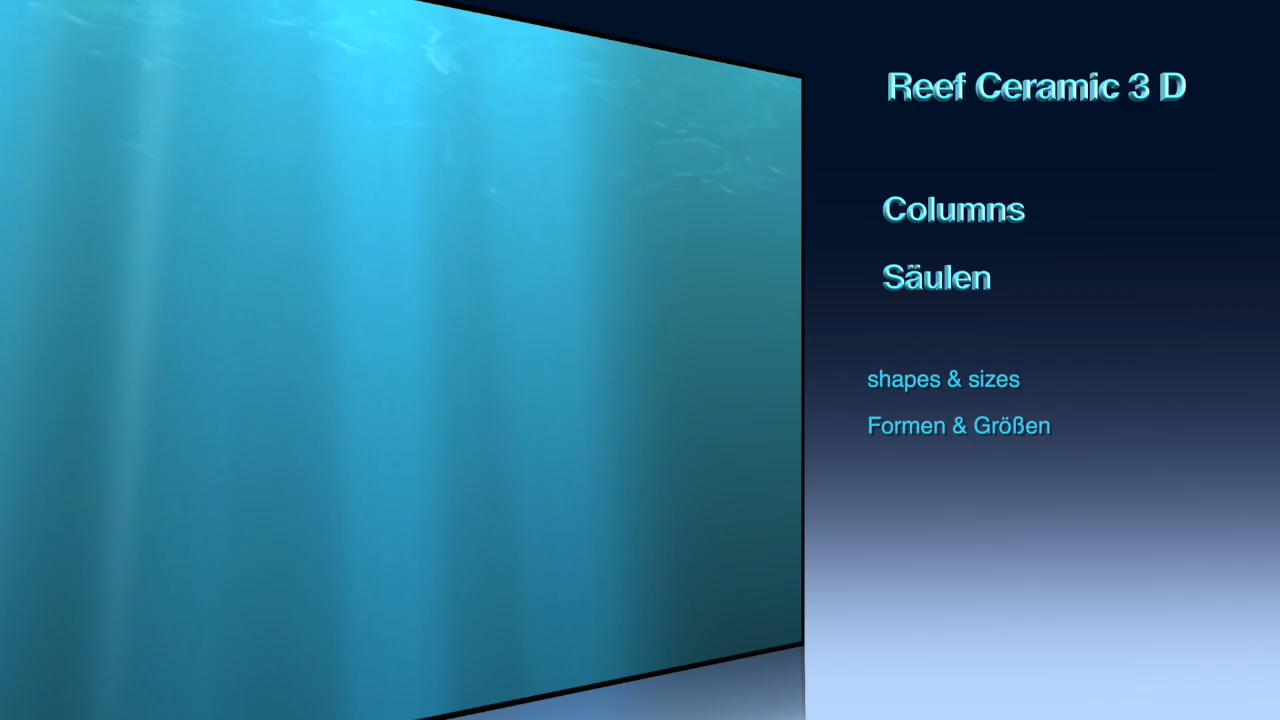 Reef Ceramic 3 D
Columns
Säulen
shapes & sizes
Formen & Größen